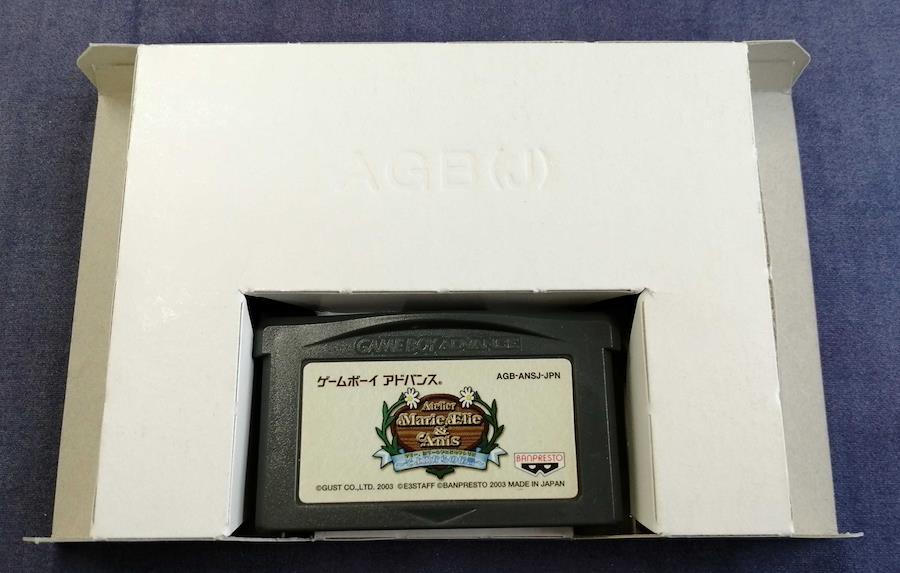 AGB(J)
GAME BOY ADVANCE
ゲームボーイ アドバンス®
AGB-ANSJ-JPN
Atelier
Marie, Elie
&
Anis
BANPRESTO
©GUST CO.,LTD. 2003 ©E3STAFF ©BANPRESTO 2003 MADE IN JAPAN